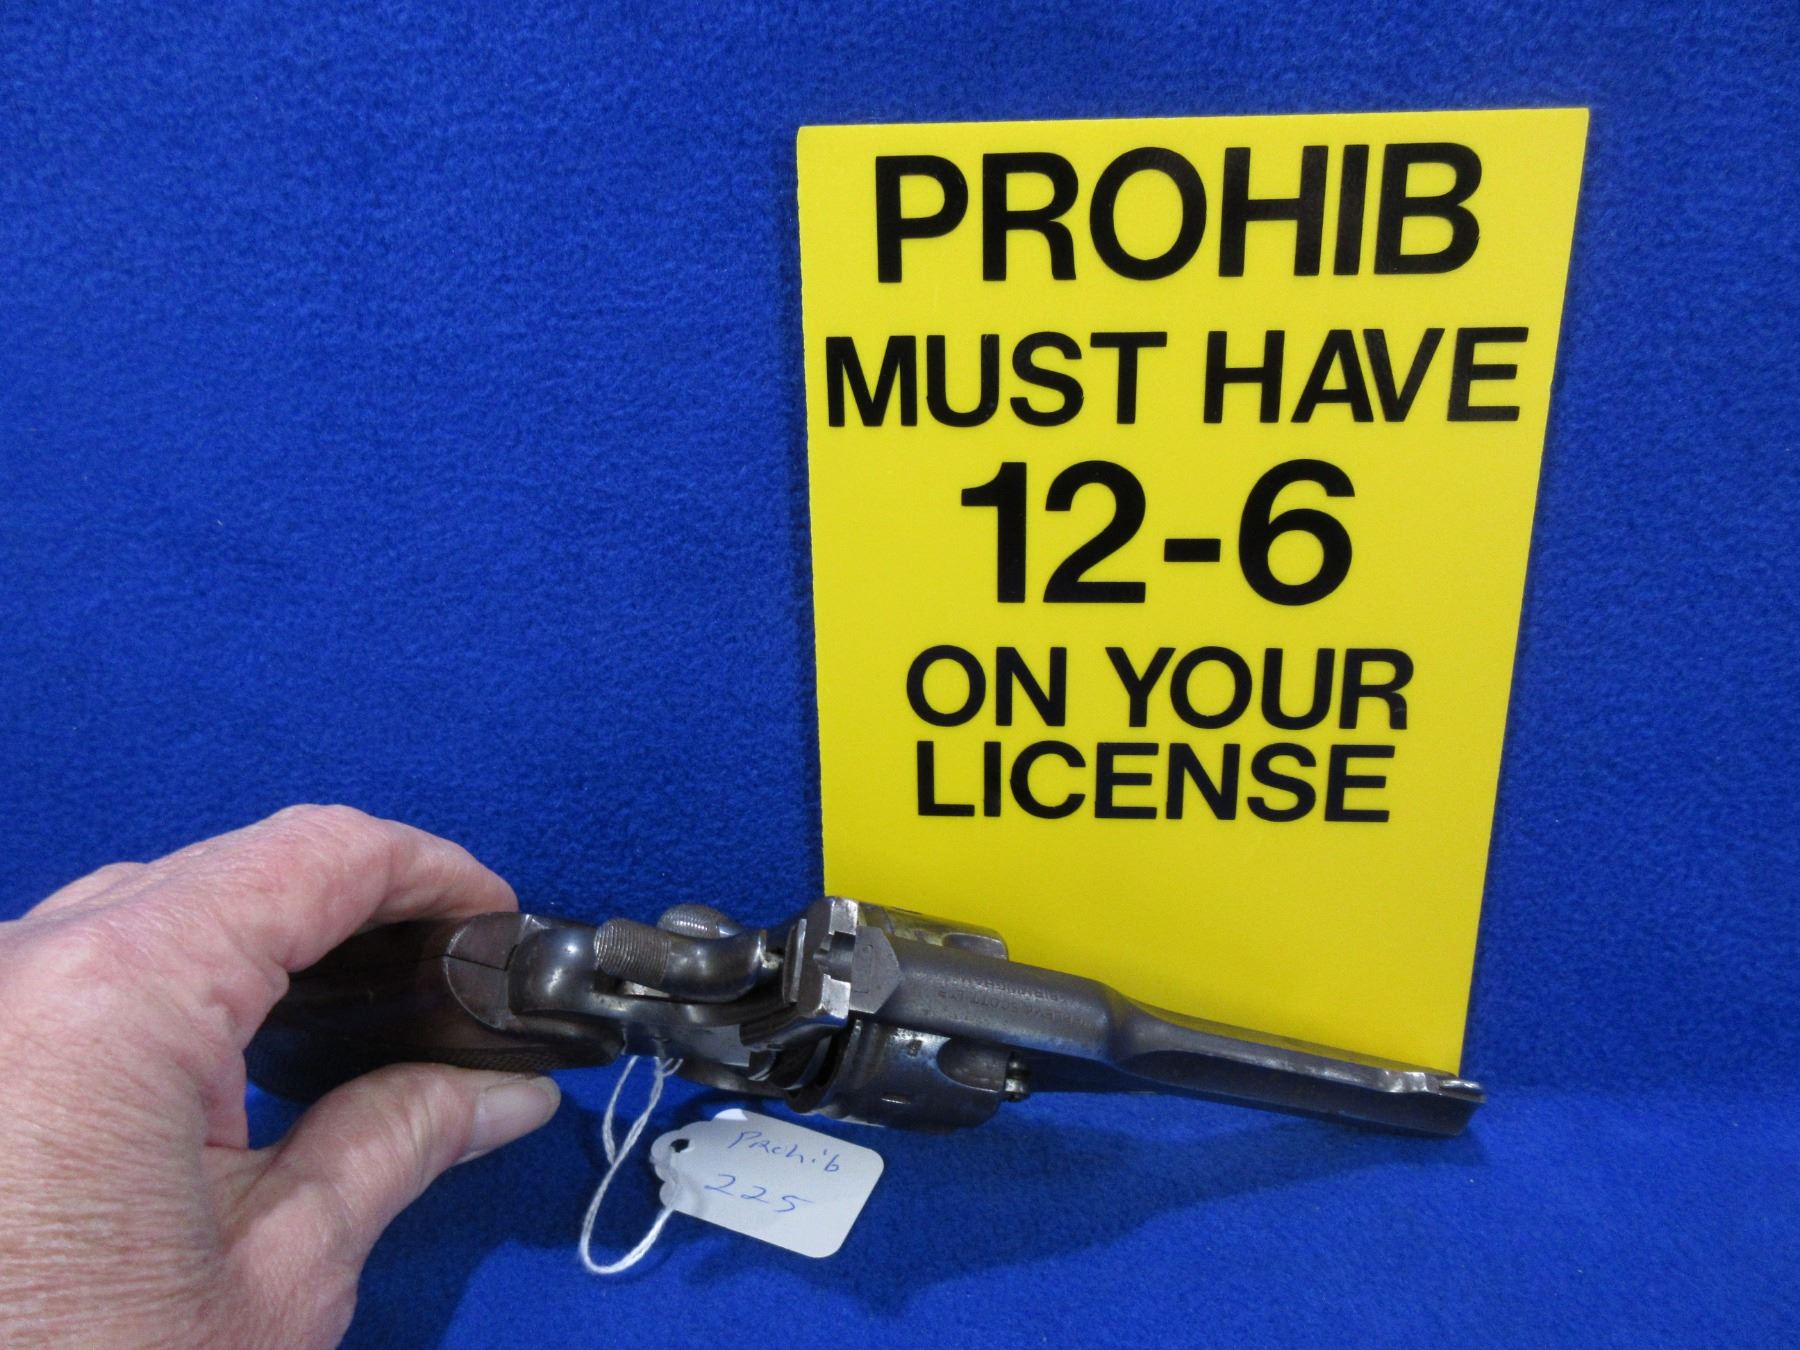 PROHIB
MUST HAVE
12-6
ON YOUR
LICENSE
Prohib
225